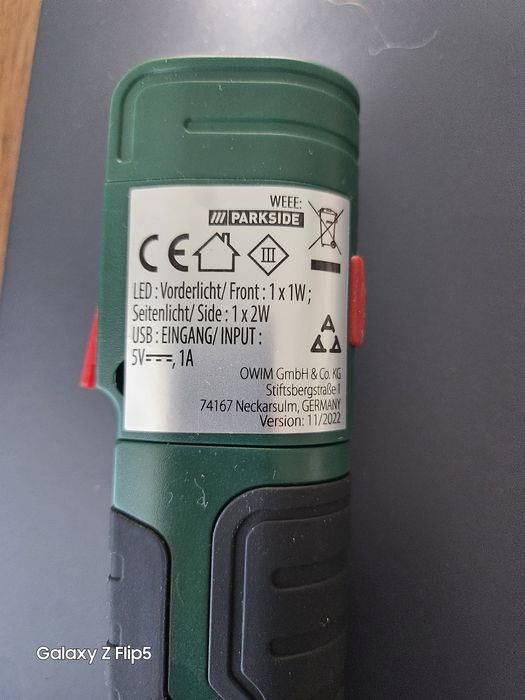 WEEE:
/// PARKSIDE
CE
III
LED : Vorderlicht/ Front : 1 x 1W ;
Seitenlicht/ Side : 1 x 2W
USB : EINGANG/ INPUT :
5V⎓, 1A
OWIM GmbH & Co. KG
Stiftsbergstraße 1
74167 Neckarsulm, GERMANY
Version: 11/2022
Galaxy Z Flip5